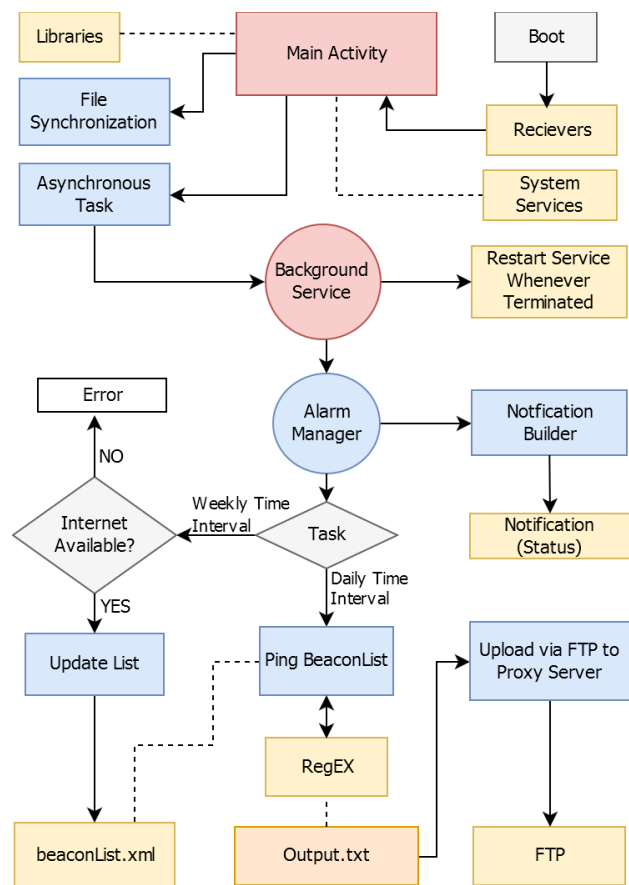 Libraries
Main Activity
Boot
File
Synchronization
Recievers
Asynchronous
Task
System
Services
Background
Service
Restart Service
Whenever
Terminated
Error
Alarm
Manager
Notfication
Builder
NO
Weekly Time
Interval
Internet
Available?
Task
Notification
(Status)
YES
Daily Time
Interval
Update List
Ping BeaconList
Upload via FTP to
Proxy Server
RegEX
beaconList.xml
Output.txt
FTP